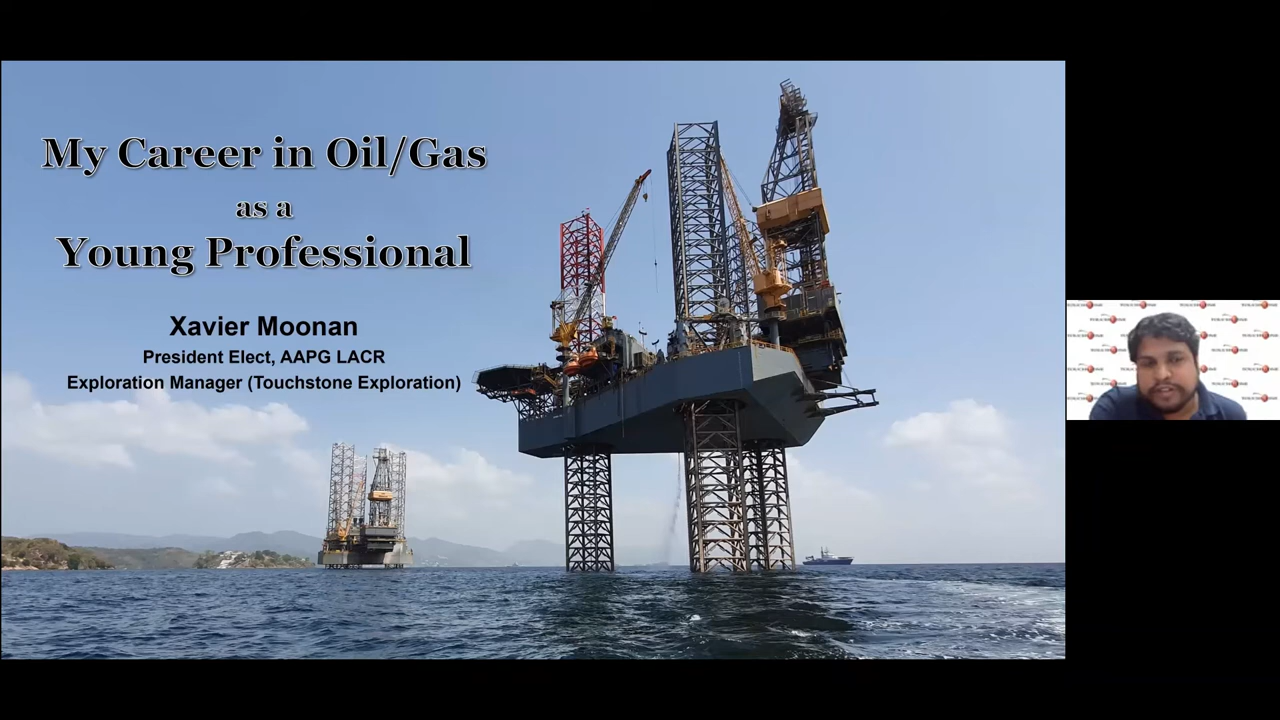 My Career in Oil/Gas
as a
Young Professional
Xavier Moonan
President Elect, AAPG LACR
Exploration Manager (Touchstone Exploration)